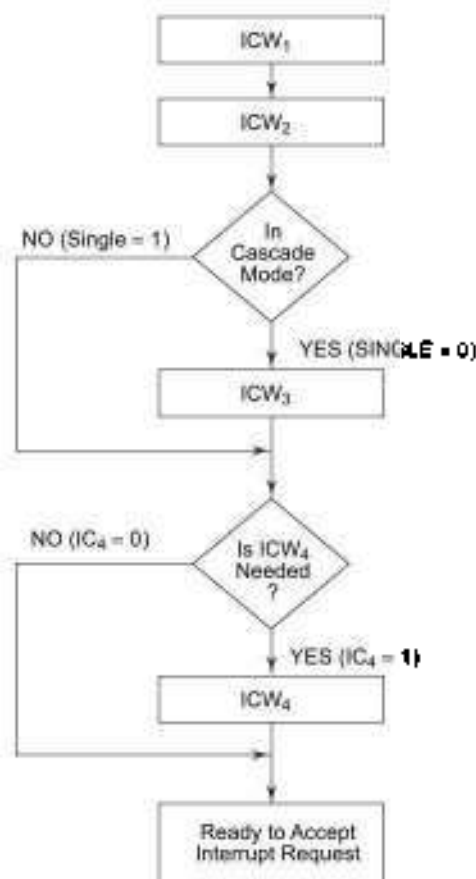 ICW₁
ICW₂
In
Cascade
Mode?
NO (Single = 1)
YES (SINGLE = 0)
ICW₃
Is ICW₄
Needed
?
NO (IC₄ = 0)
YES (IC₄ = 1)
ICW₄
Ready to Accept
Interrupt Request